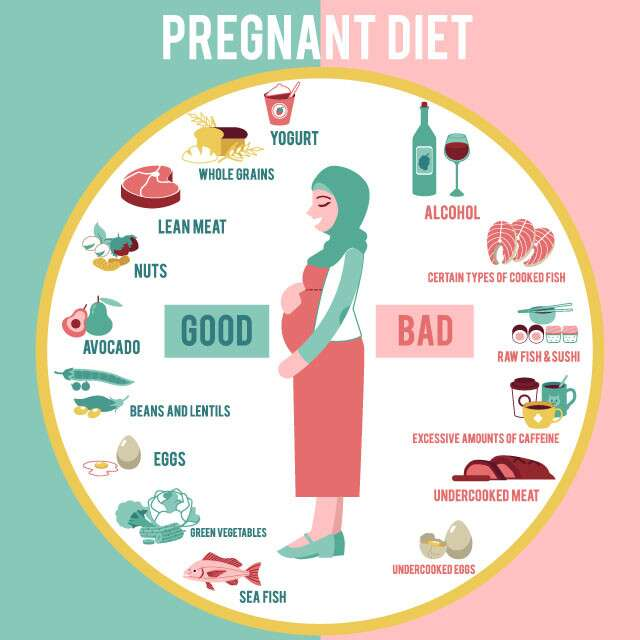 PREGNANT DIET
YOGURT
WHOLE GRAINS
LEAN MEAT
NUTS
AVOCADO
BEANS AND LENTILS
EGGS
GREEN VEGETABLES
SEA FISH
GOOD
BAD
ALCOHOL
CERTAIN TYPES OF COOKED FISH
RAW FISH & SUSHI
EXCESSIVE AMOUNTS OF CAFFEINE
UNDERCOOKED MEAT
UNDERCOOKED EGGS